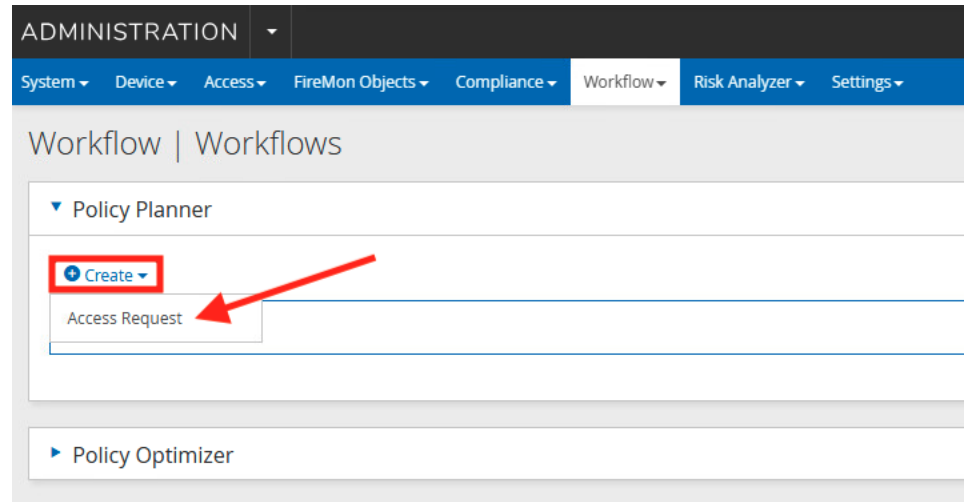 ADMINISTRATION
System Device Access FireMon Objects Compliance Workflow Risk Analyzer Settings
Workflow | Workflows
Policy Planner
Create
Access Request
Policy Optimizer